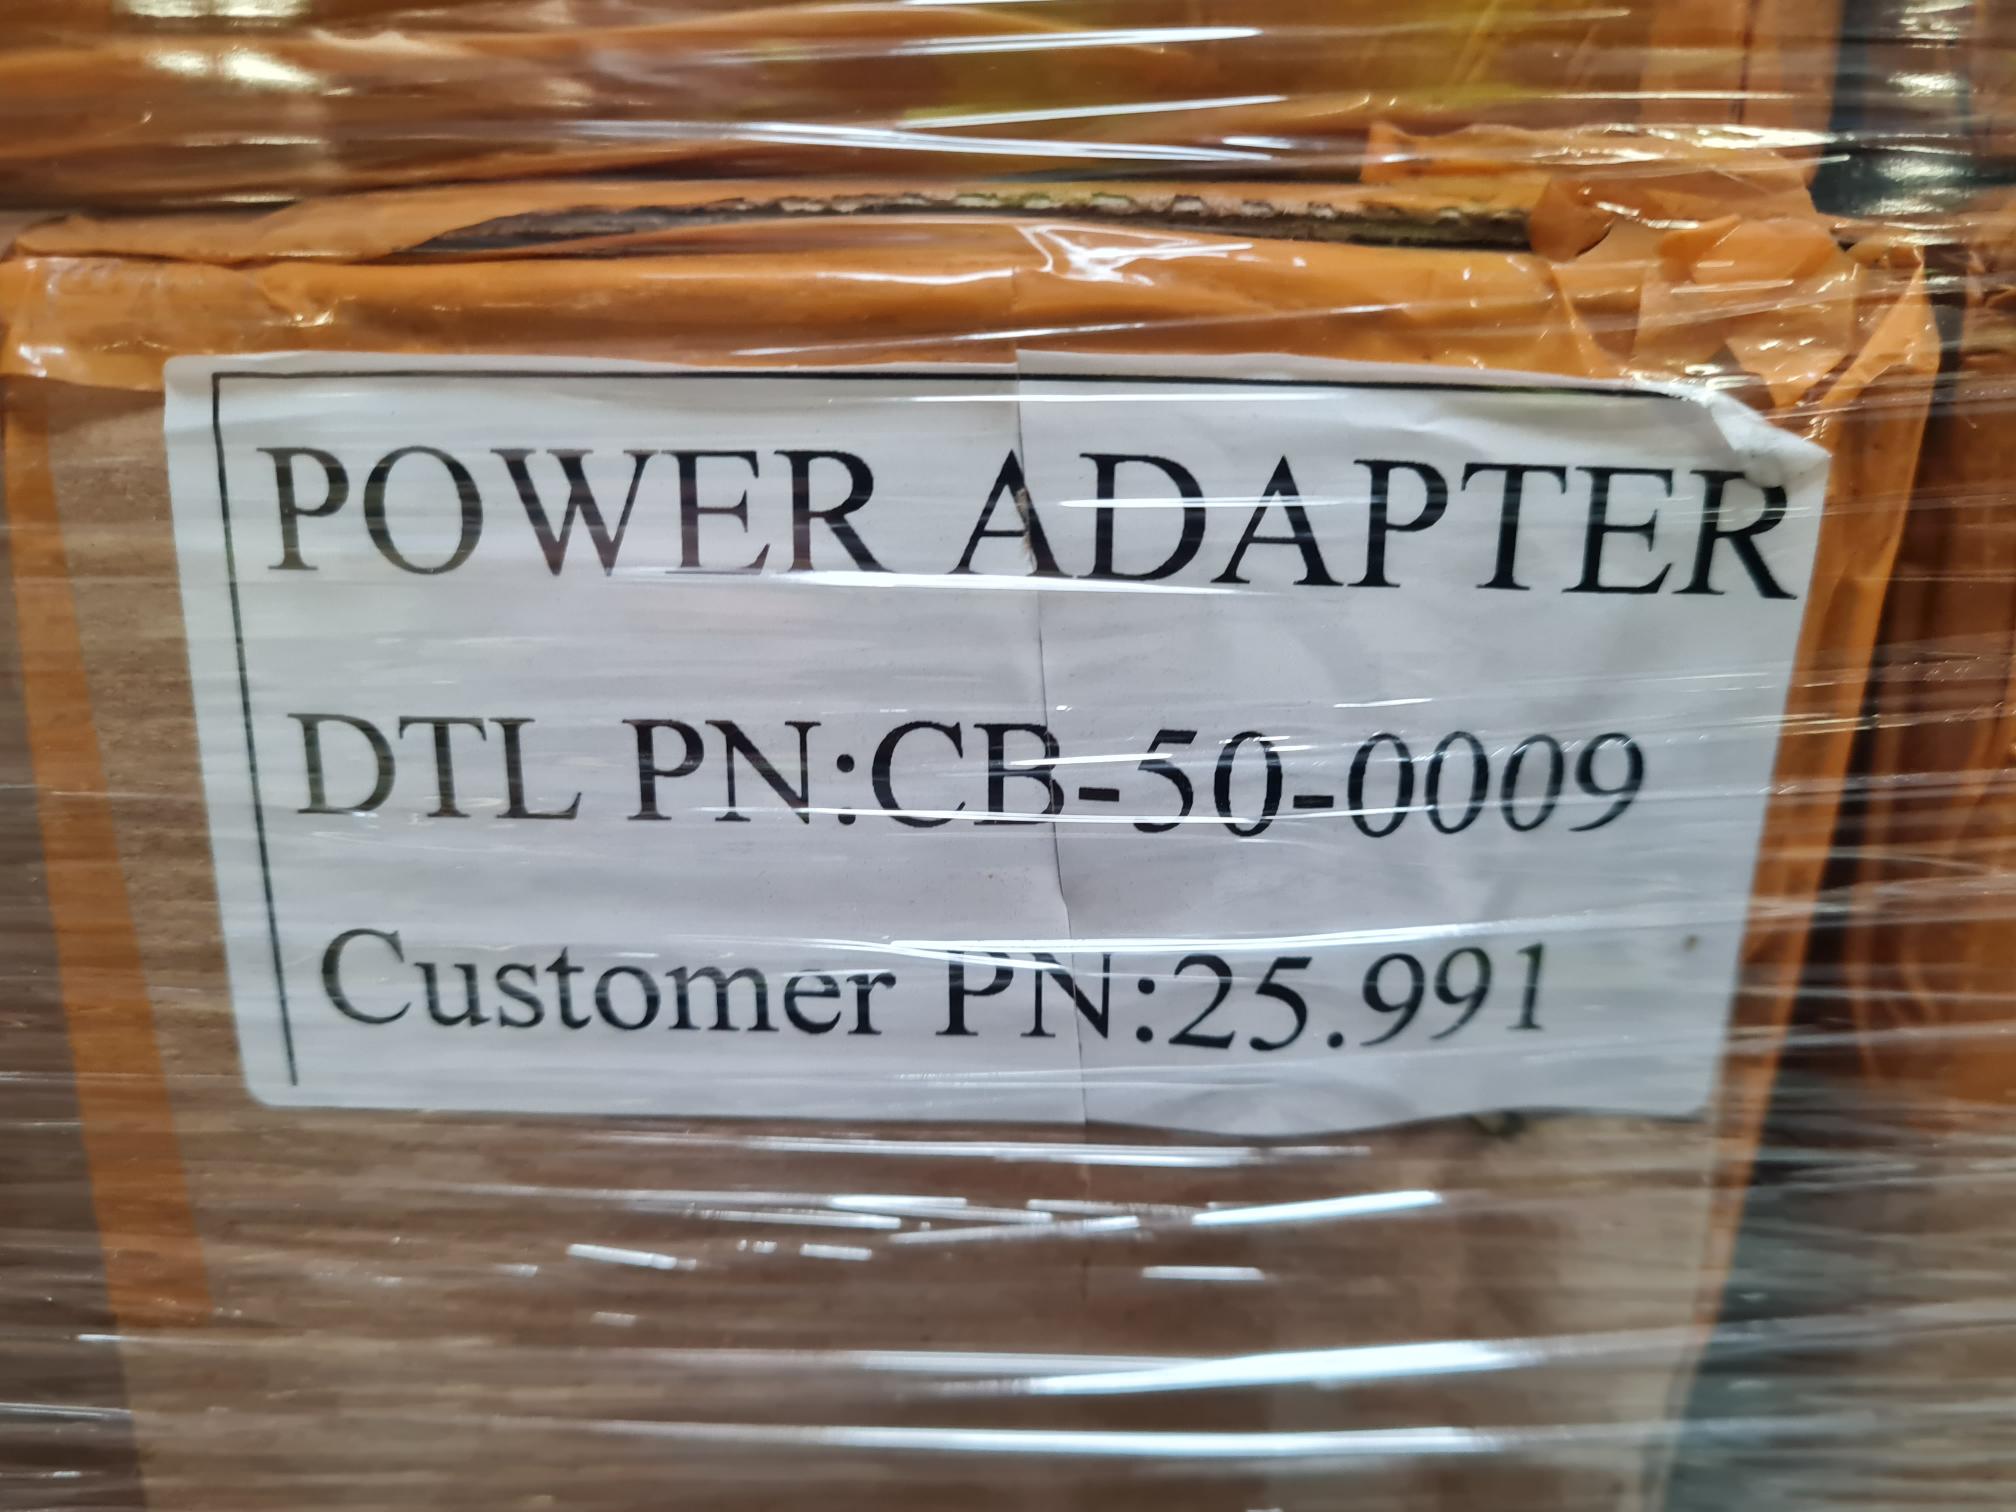 POWER ADAPTER
DTL PN:CB-50-0009
Customer PN:25.991